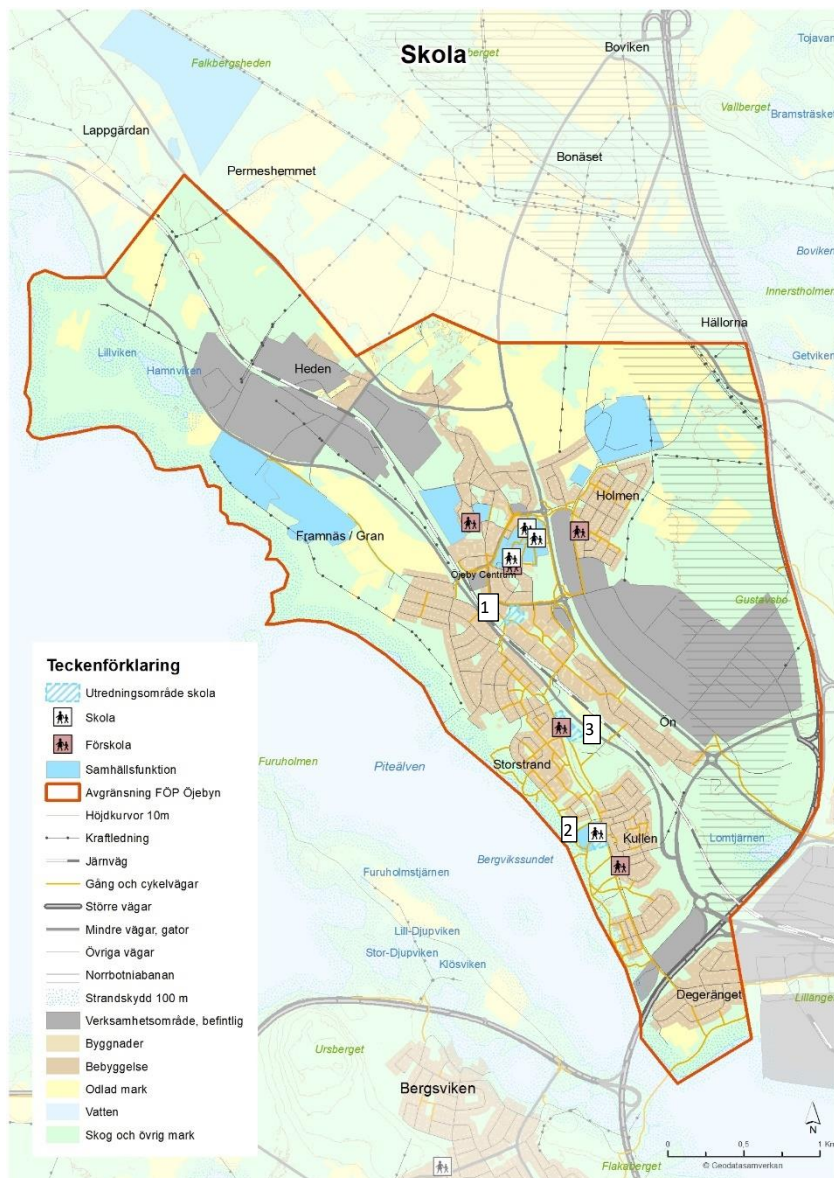 Skola
Boviken
Tojavan
Falkbergsheden
Vallberget
Bramsträsket
Lappgärdan
Bonäset
Permeshemmet
Boviken
Innerstholmen
Hällorna
Lillviken
Getviken
Heden
Hamnviken
Holmen
Framnäs / Gran
Öjeby Centrum
Gustavsbo
1
Ön
3
Storstrand
Furuholmen
Piteälven
2
Kullen
Lomtjärnen
Bergvikssundet
Furuholmstjärnen
Lill-Djupviken
Stor-Djupviken
Klösviken
Degeränget
Lillänget
Ursberget
Bergsviken
Flakaberget
Teckenförklaring
Utredningsområde skola
Skola
Förskola
Samhällsfunktion
Avgränsning FÖP Öjebyn
Höjdkurvor 10m
Kraftledning
Järnväg
Gång och cykelvägar
Större vägar
Mindre vägar, gator
Övriga vägar
Norrbotniabanan
Strandskydd 100 m
Verksamhetsområde, befintlig
Byggnader
Bebyggelse
Odlad mark
Vatten
Skog och övrig mark
N
0 0,5 1 Km
© Geodatasamverkan